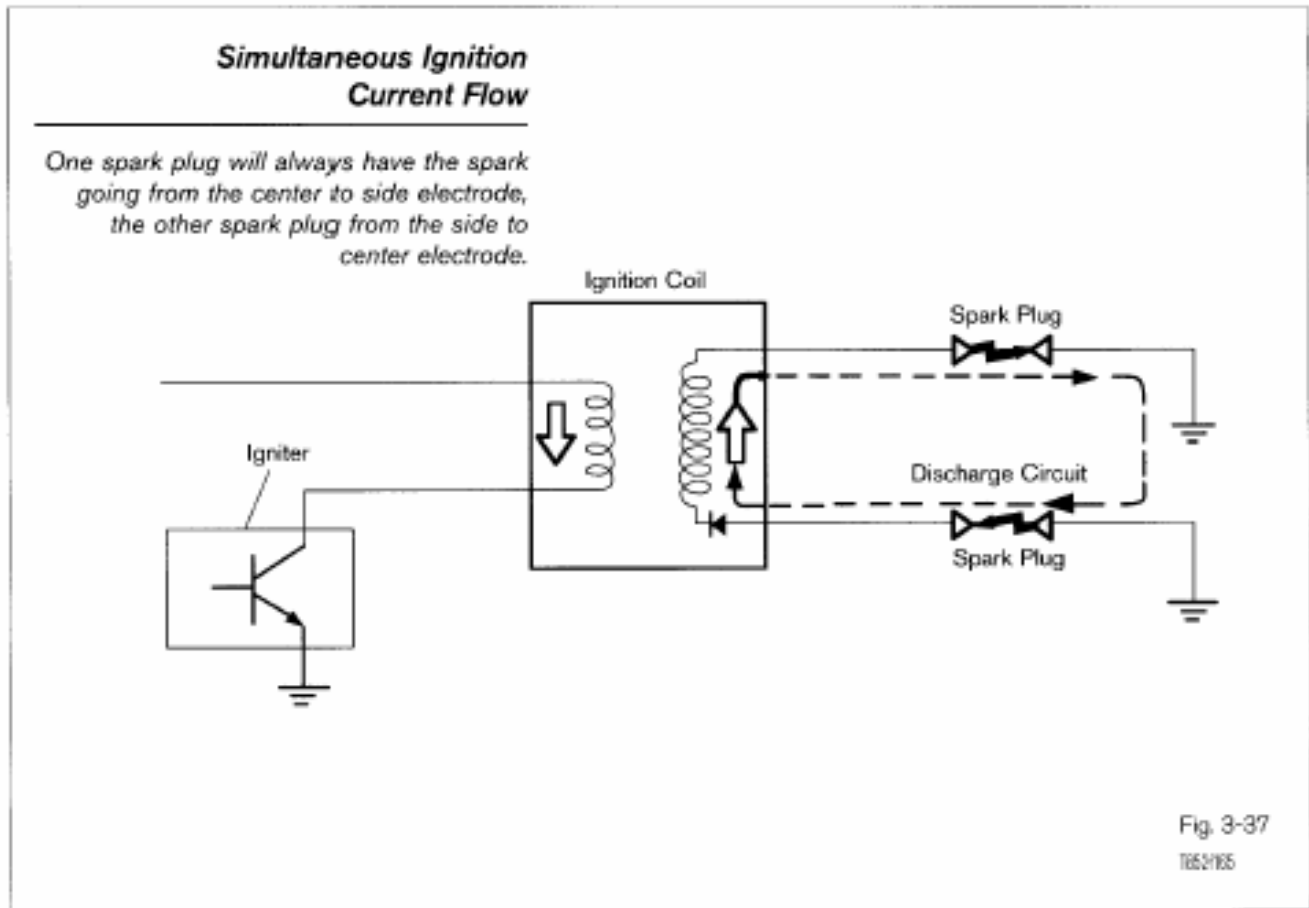 Simultaneous Ignition
Current Flow
One spark plug will always have the spark
going from the center to side electrode,
the other spark plug from the side to
center electrode.
Ignition Coil
Spark Plug
Igniter
Discharge Circuit
Spark Plug
Fig. 3-37
T852f165